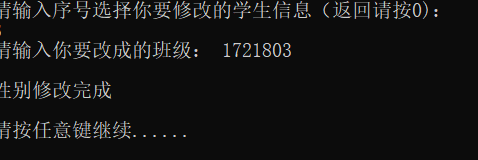 请输入序号选择你要修改的学生信息（返回请按0）：
请输入你要改成的班级： 1721803
性别修改完成
请按任意键继续......